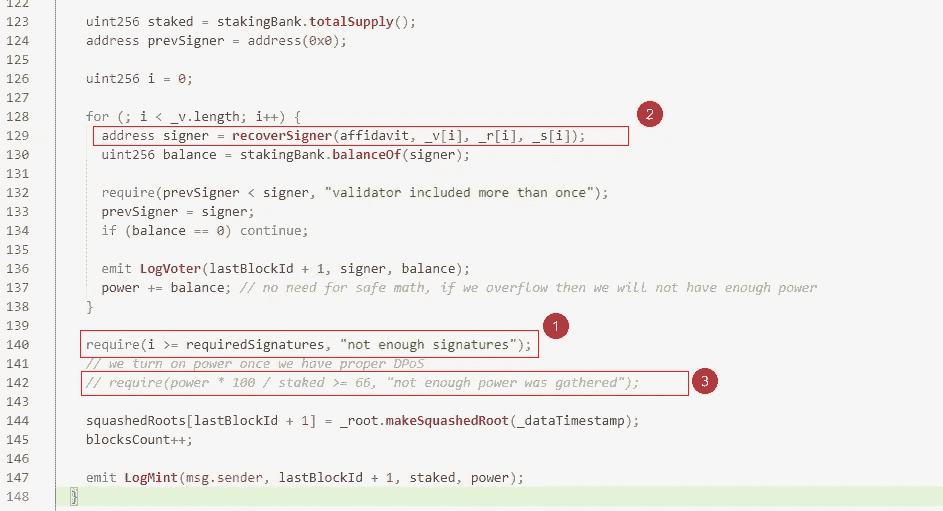 122
123 uint256 staked = stakingBank.totalSupply();
124 address prevSigner = address(0x0);
125
126 uint256 i = 0;
127
128 for (; i < _v.length; i++) {
2
129 address signer = recoverSigner(affidavit, _v[i], _r[i], _s[i]);
130 uint256 balance = stakingBank.balanceOf(signer);
131
132 require(prevSigner < signer, "validator included more than once");
133 prevSigner = signer;
134 if (balance == 0) continue;
135
136 emit LogVoter(lastBlockId + 1, signer, balance);
137 power += balance; // no need for safe math, if we overflow then we will not have enough power
138 }
139
1
140 require(i >= requiredSignatures, "not enough signatures");
141 // we turn on power once we have proper DPoS
142 // require(power * 100 / staked >= 66, "not enough power was gathered");
3
143
144 squashedRoots[lastBlockId + 1] = _root.makeSquashedRoot(_dataTimestamp);
145 blocksCount++;
146
147 emit LogMint(msg.sender, lastBlockId + 1, staked, power);
148 }